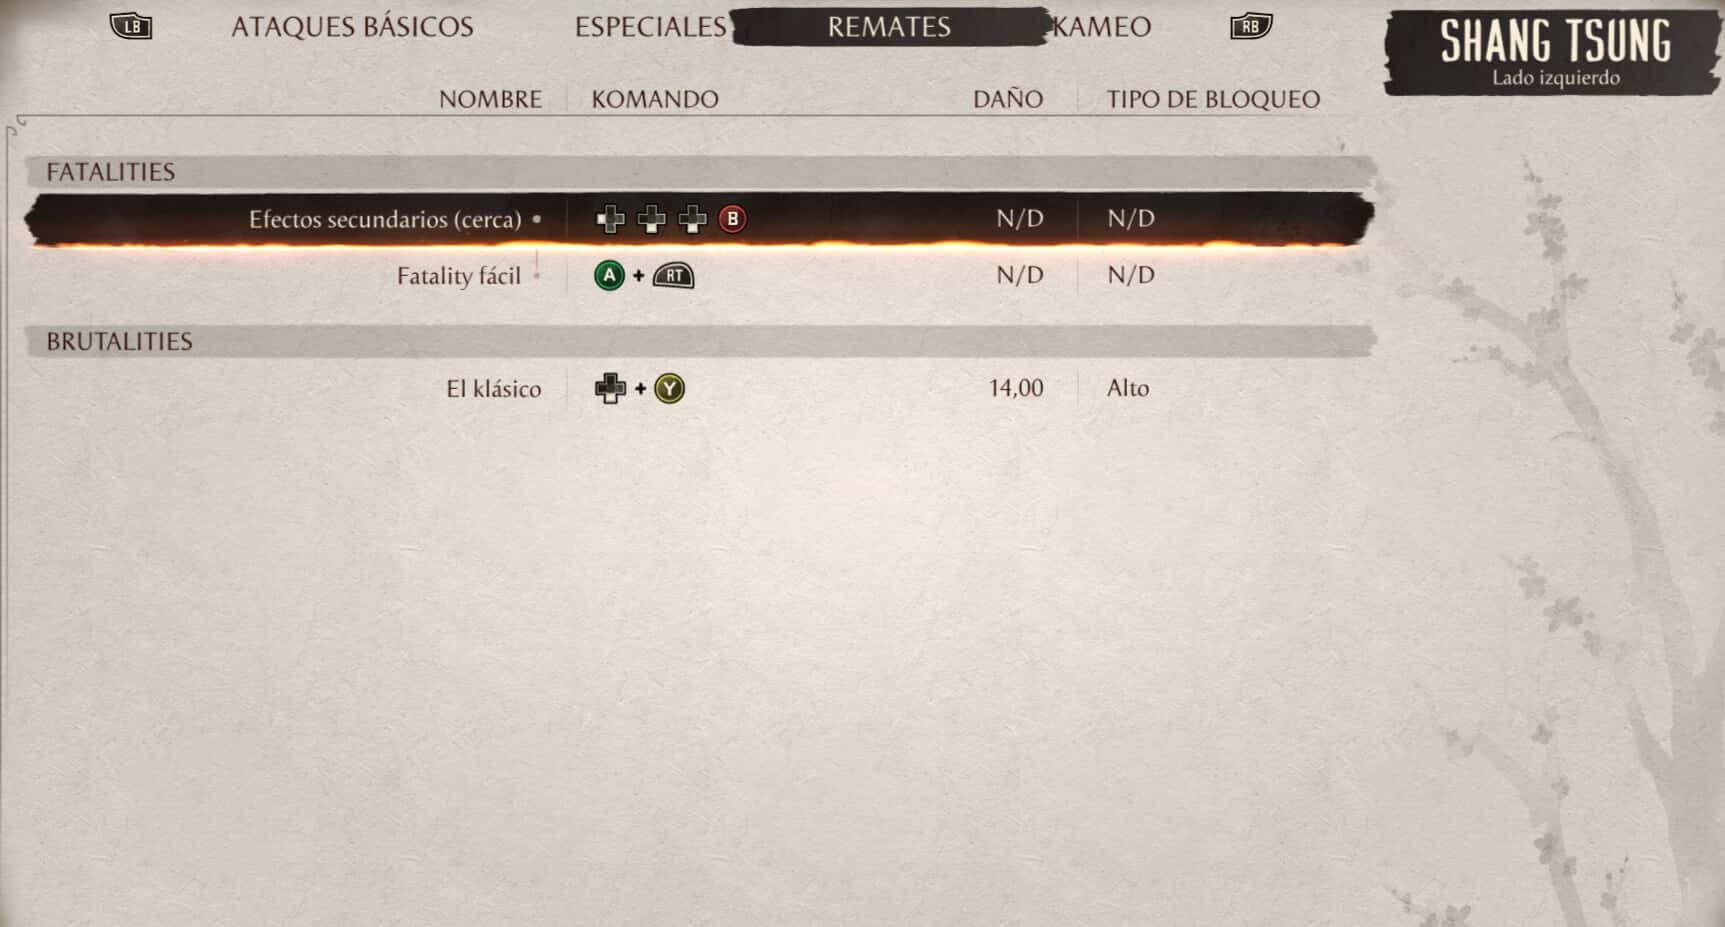 LB ATAQUES BÁSICOS ESPECIALES REMATES KAMEO RB
SHANG TSUNG
Lado izquierdo
NOMBRE KOMANDO DAÑO TIPO DE BLOQUEO
FATALITIES
Efectos secundarios (cerca) B N/D N/D
Fatality fácil A + RT N/D N/D
BRUTALITIES
El klásico + Y 14,00 Alto